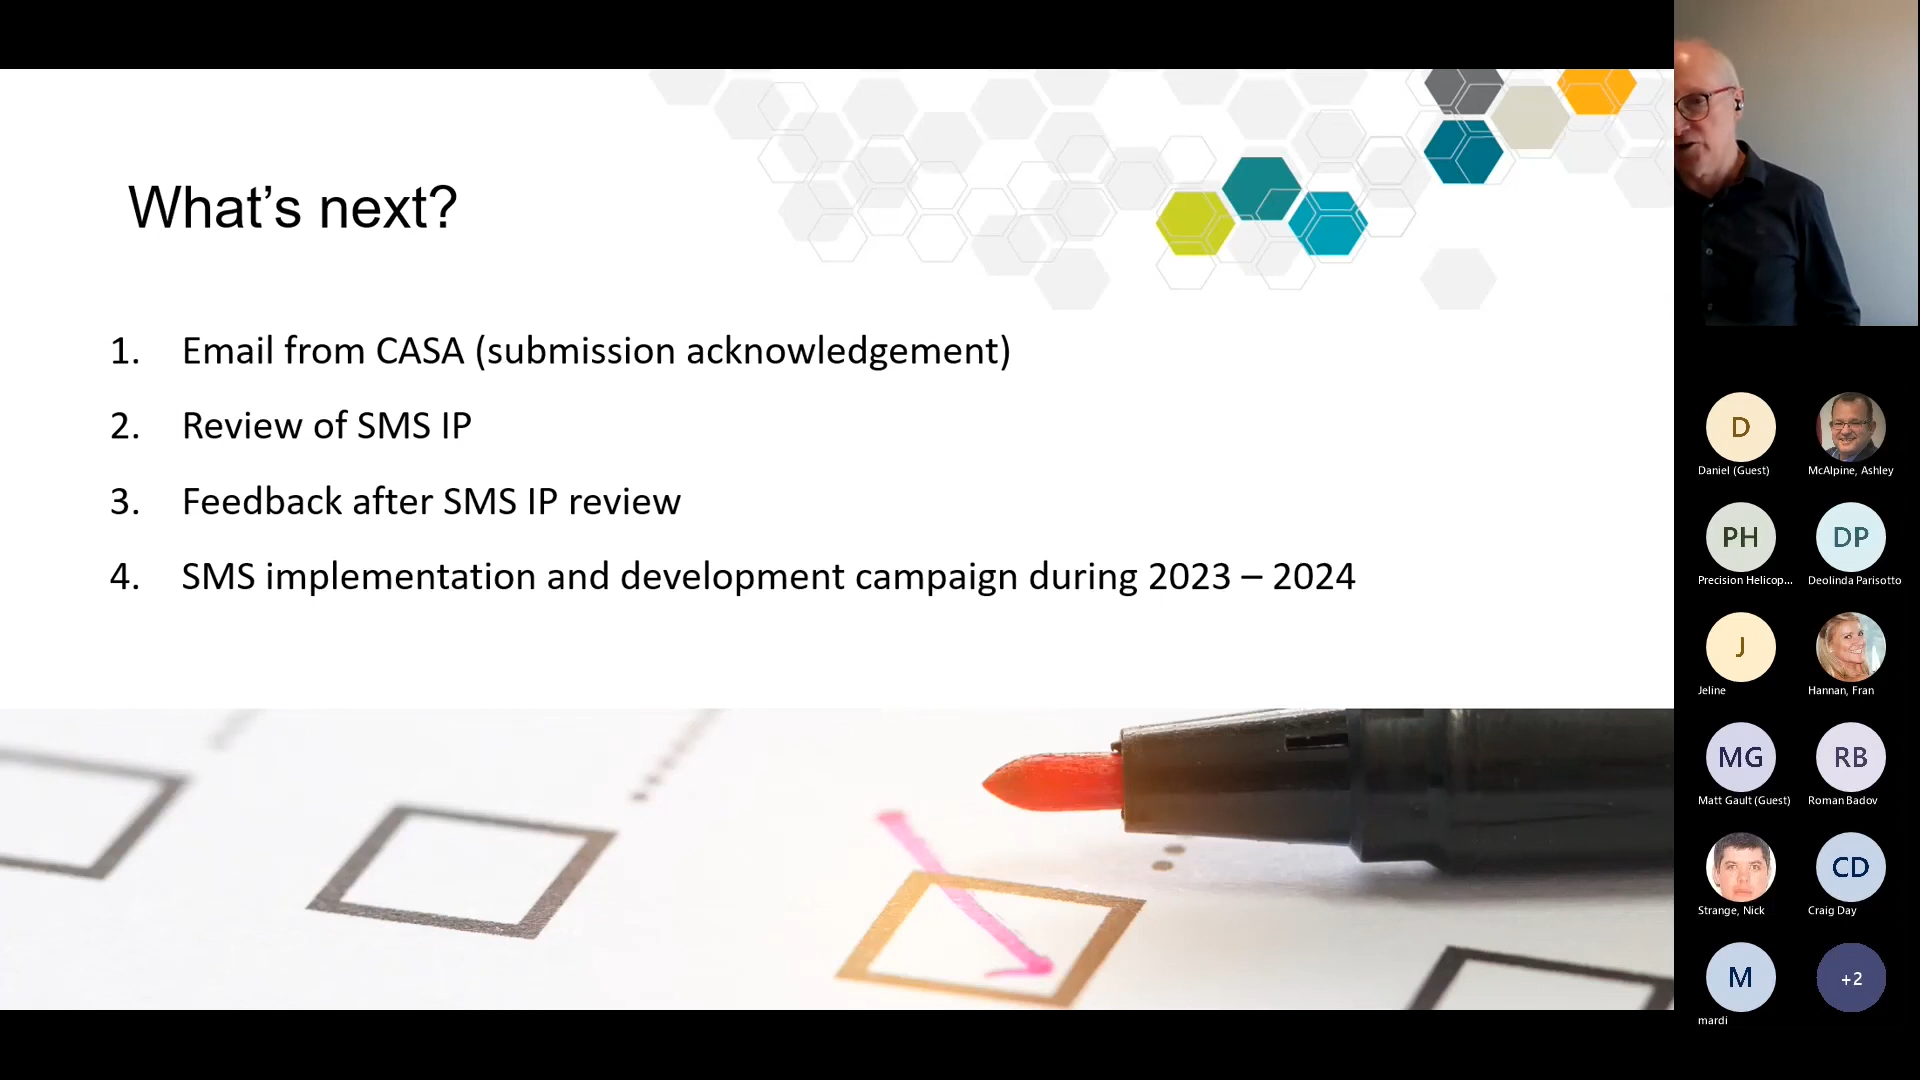 What's next?
1. Email from CASA (submission acknowledgement)
2. Review of SMS IP
3. Feedback after SMS IP review
4. SMS implementation and development campaign during 2023 – 2024
D
Daniel (Guest)
McAlpine, Ashley
PH
Precision Helicop...
DP
Deolinda Parisotto
J
Jeline
Hannan, Fran
MG
Matt Gault (Guest)
RB
Roman Badov
Strange, Nick
CD
Craig Day
M
mardi
+2